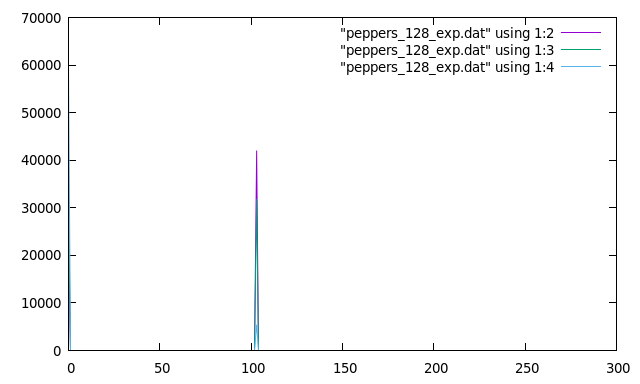 70000
60000
50000
40000
30000
20000
10000
0
0 50 100 150 200 250 300
"peppers_128_exp.dat" using 1:2
"peppers_128_exp.dat" using 1:3
"peppers_128_exp.dat" using 1:4